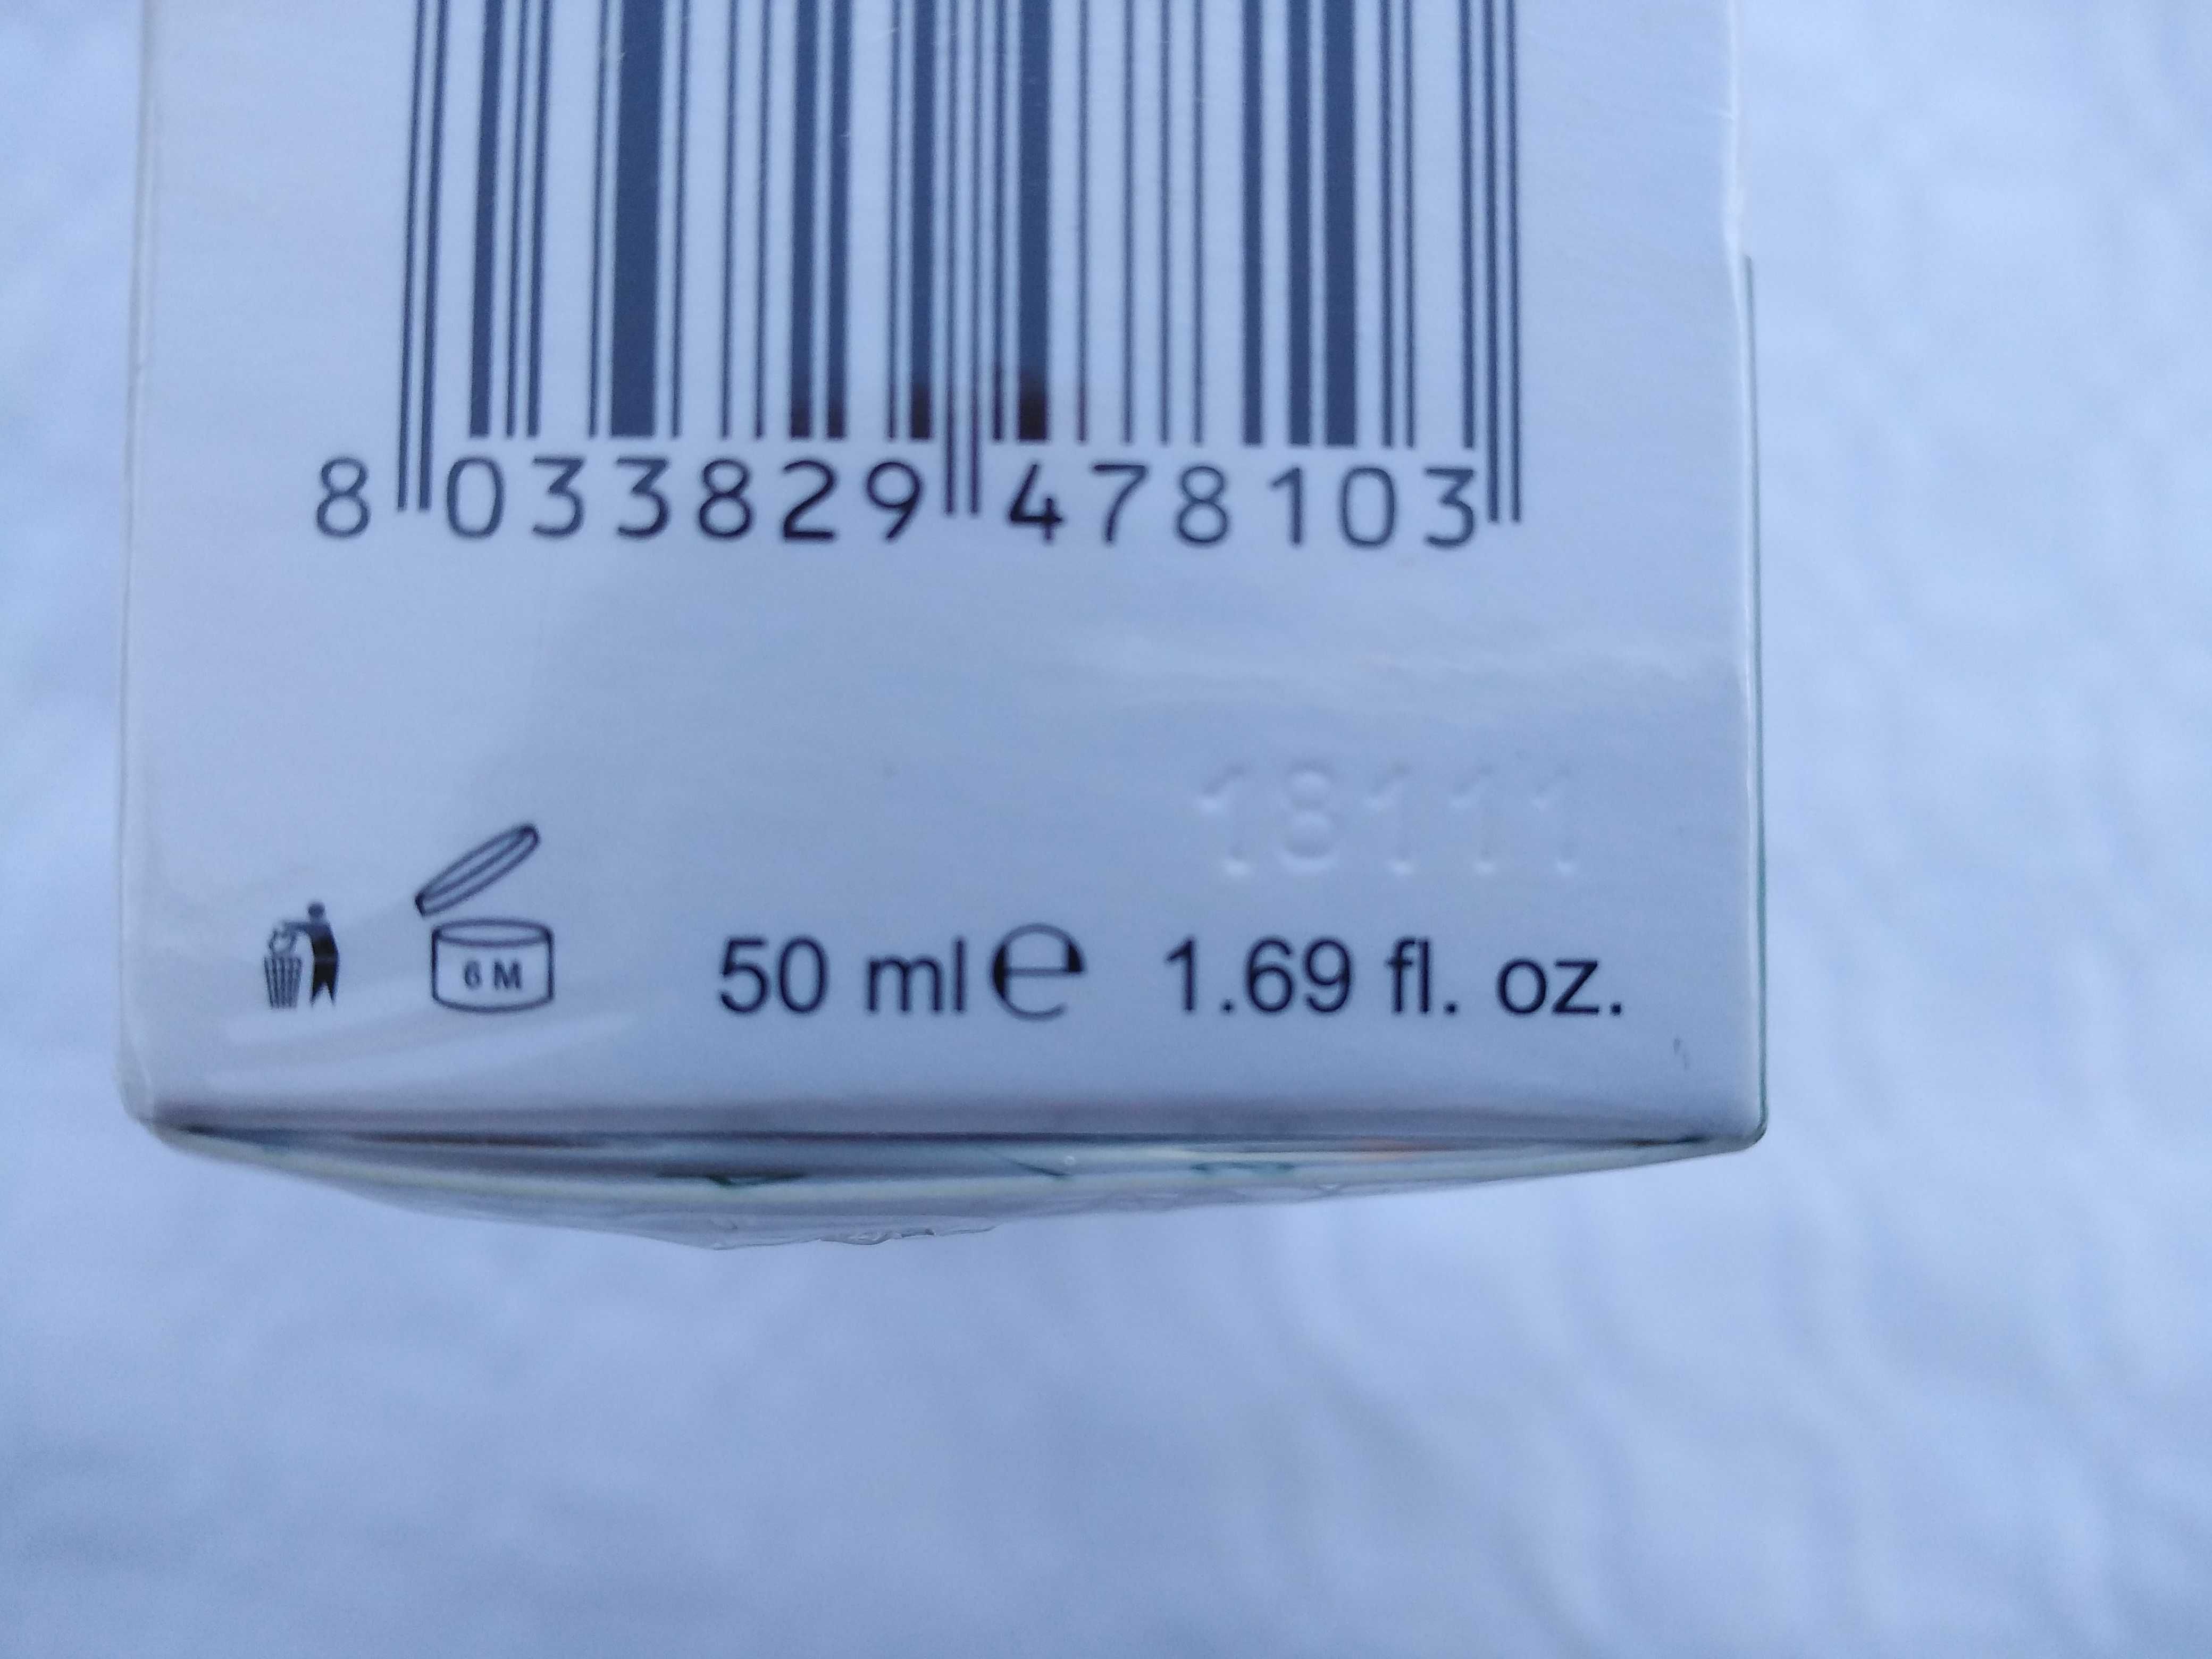 8 033829 478103
18111
6 M
50 ml e 1.69 fl. oz.